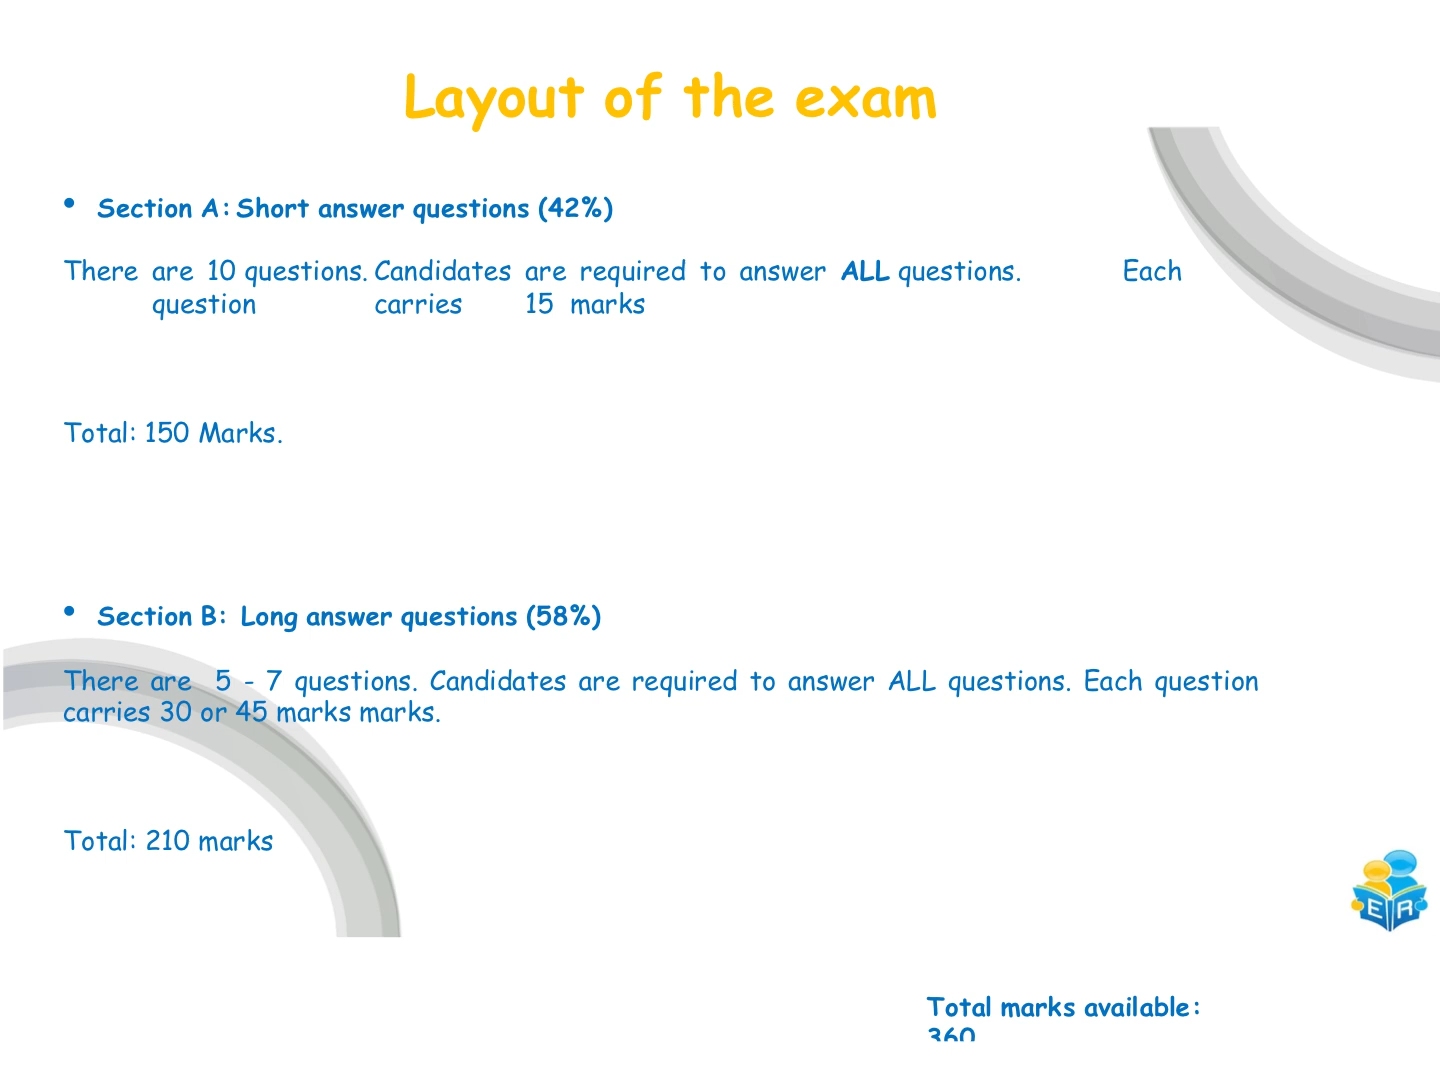 Layout of the exam
• Section A: Short answer questions (42%)
There are 10 questions. Candidates are required to answer ALL questions. Each
question carries 15 marks
Total: 150 Marks.
• Section B: Long answer questions (58%)
There are 5 - 7 questions. Candidates are required to answer ALL questions. Each question
carries 30 or 45 marks marks.
Total: 210 marks
E R
Total marks available:
360